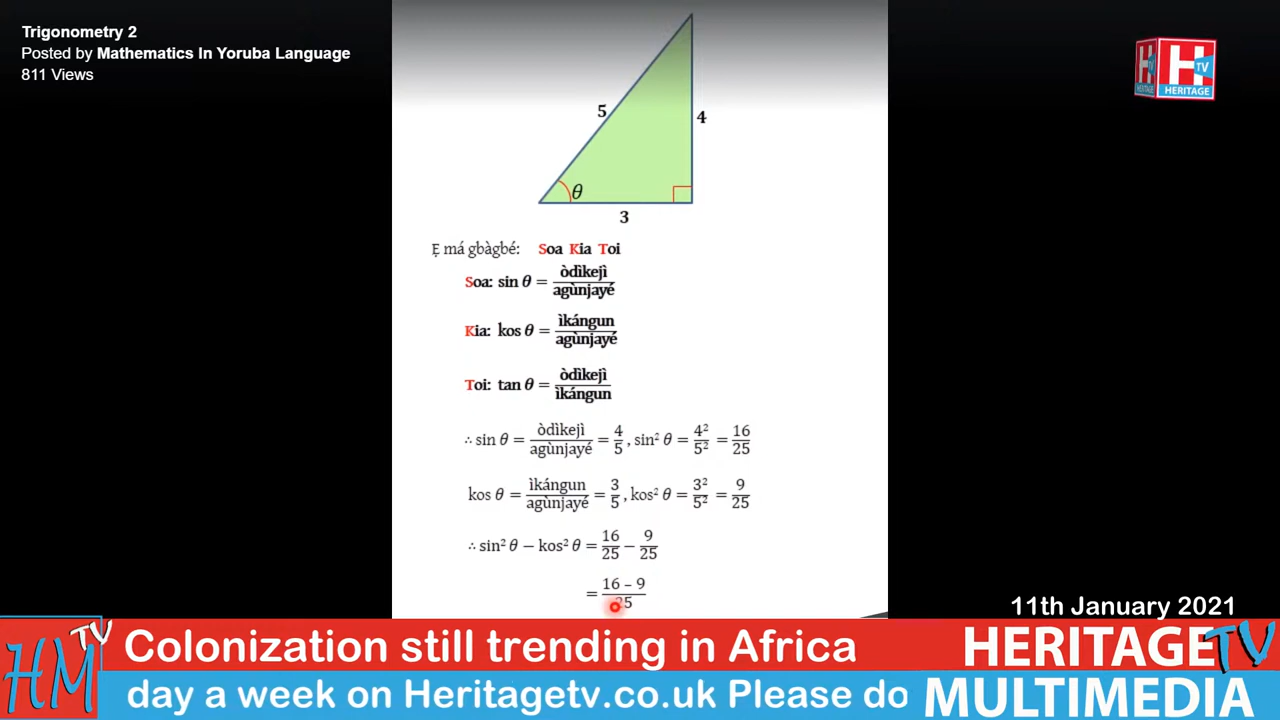 Trigonometry 2
Posted by Mathematics In Yoruba Language
811 Views
H TV
HERITAGE
5
4
θ
3
Ẹ má gbàgbé: Soa Kia Toi
Soa: sin θ = òdìkejì / agùnjayé
Kia: kos θ = ìkángun / agùnjayé
Toi: tan θ = òdìkejì / ìkángun
∴ sin θ = òdìkejì / agùnjayé = 4/5 , sin² θ = 4²/5² = 16/25
kos θ = ìkángun / agùnjayé = 3/5 , kos² θ = 3²/5² = 9/25
∴ sin² θ − kos² θ = 16/25 − 9/25
= 16 − 9 / 25
11th January 2021
HM TV
Colonization still trending in Africa
HERITAGE TV
day a week on Heritagetv.co.uk Please do
MULTIMEDIA